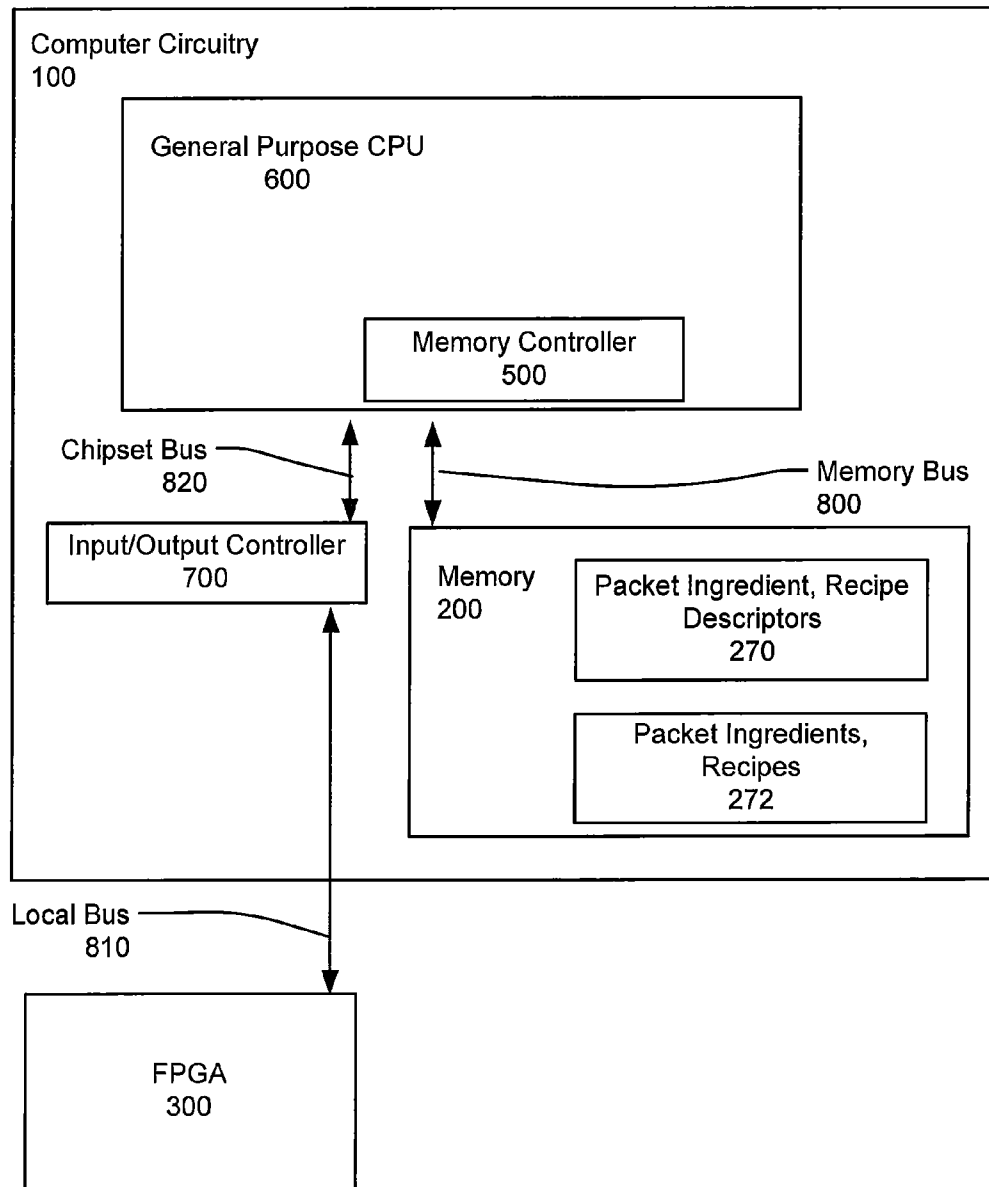 Computer Circuitry
100
General Purpose CPU
600
Memory Controller
500
Chipset Bus
820
Memory Bus
800
Input/Output Controller
700
Memory
200
Packet Ingredient, Recipe
Descriptors
270
Packet Ingredients,
Recipes
272
Local Bus
810
FPGA
300